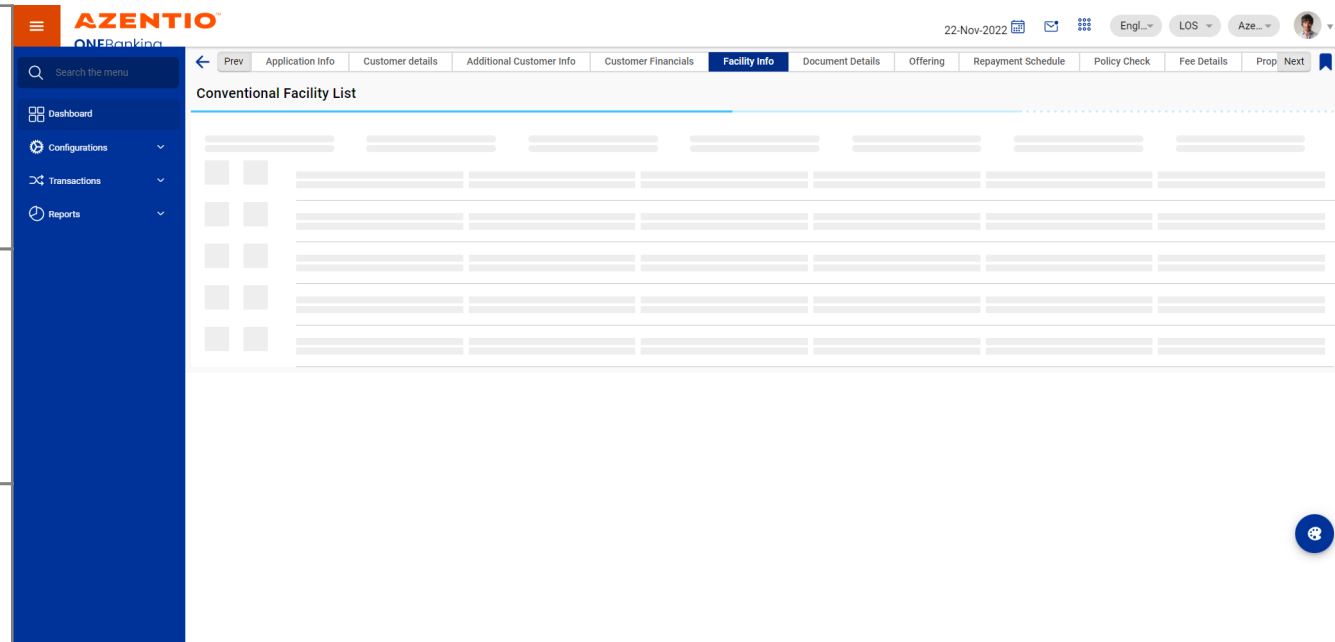 AZENTIO™
ONEBanking
22-Nov-2022
Engl...
LOS
Aze...
Search the menu
Dashboard
Configurations
Transactions
Reports
Prev
Application Info
Customer details
Additional Customer Info
Customer Financials
Facility Info
Document Details
Offering
Repayment Schedule
Policy Check
Fee Details
Prop
Next
Conventional Facility List